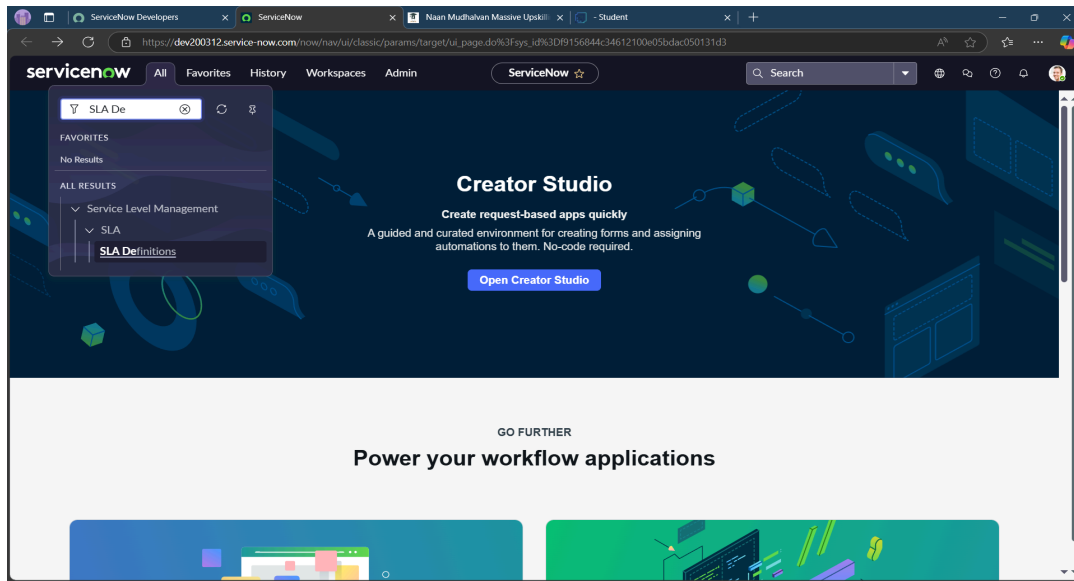 ServiceNow Developers
ServiceNow
Naan Mudhalvan Massive Upskilli
- Student
https://dev200312.service-now.com/now/nav/ui/classic/params/target/ui_page.do%3Fsys_id%3Df9156844c34612100e05bdac050131d3
servicenow
All
Favorites
History
Workspaces
Admin
ServiceNow
Search
SLA De
FAVORITES
No Results
ALL RESULTS
Service Level Management
SLA
SLA Definitions
Creator Studio
Create request-based apps quickly
A guided and curated environment for creating forms and assigning
automations to them. No-code required.
Open Creator Studio
GO FURTHER
Power your workflow applications